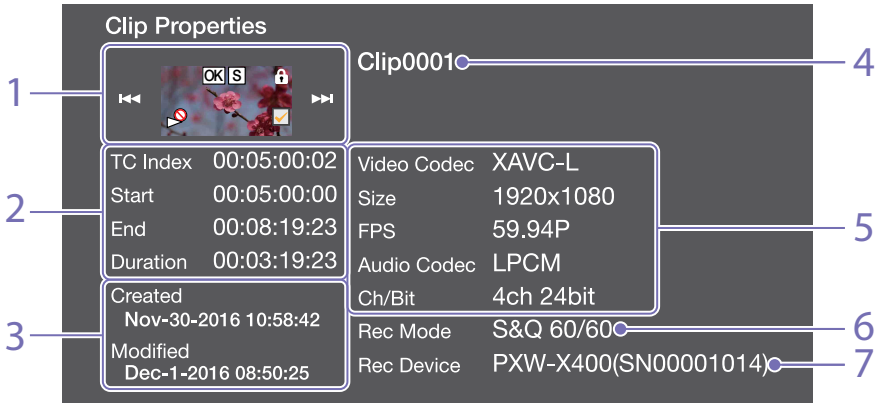 Clip Properties
1
OK S
Clip0001
4
2
TC Index 00:05:00:02
Start 00:05:00:00
End 00:08:19:23
Duration 00:03:19:23
Video Codec XAVC-L
Size 1920x1080
FPS 59.94P
Audio Codec LPCM
Ch/Bit 4ch 24bit
5
3
Created
Nov-30-2016 10:58:42
Modified
Dec-1-2016 08:50:25
Rec Mode S&Q 60/60
6
Rec Device PXW-X400(SN00001014)
7